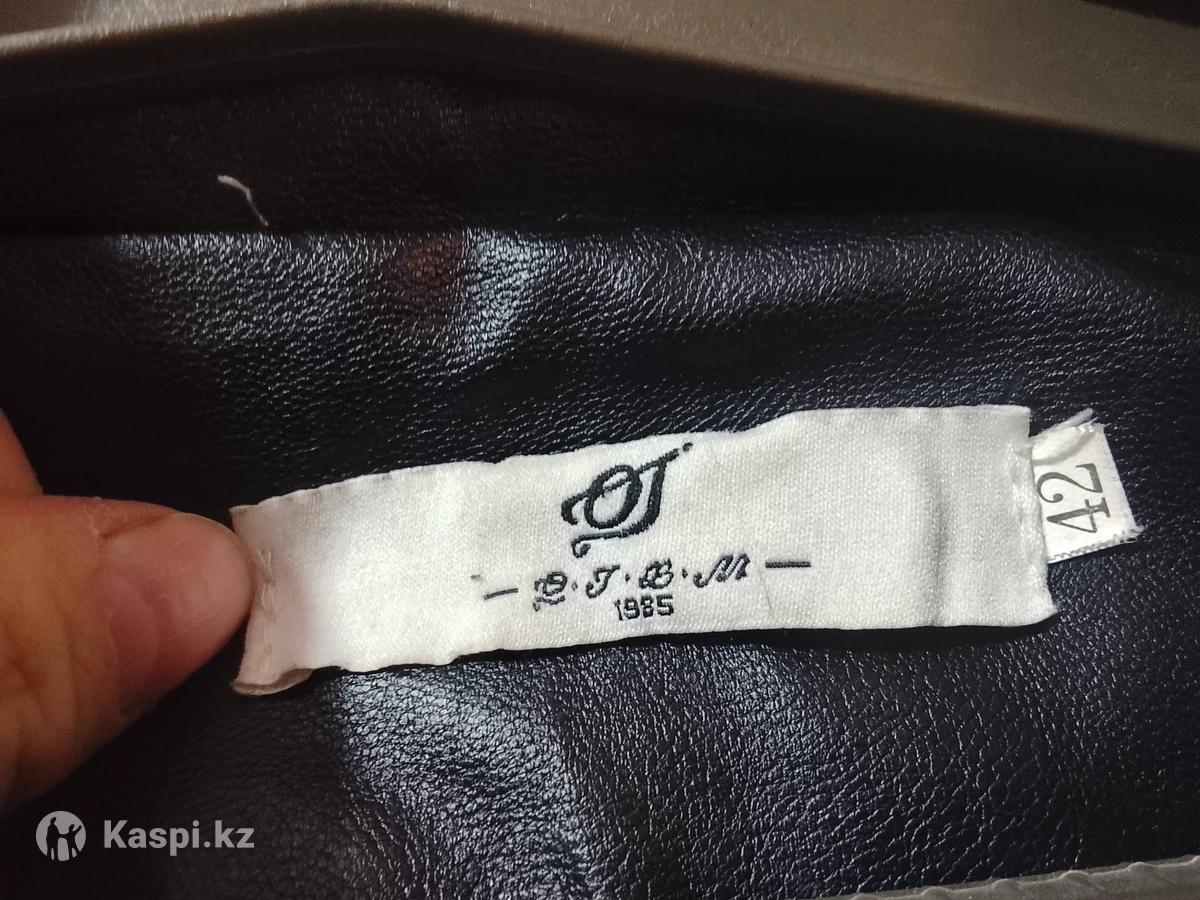 OJ
O·J·B·M
1985
42
Kaspi.kz